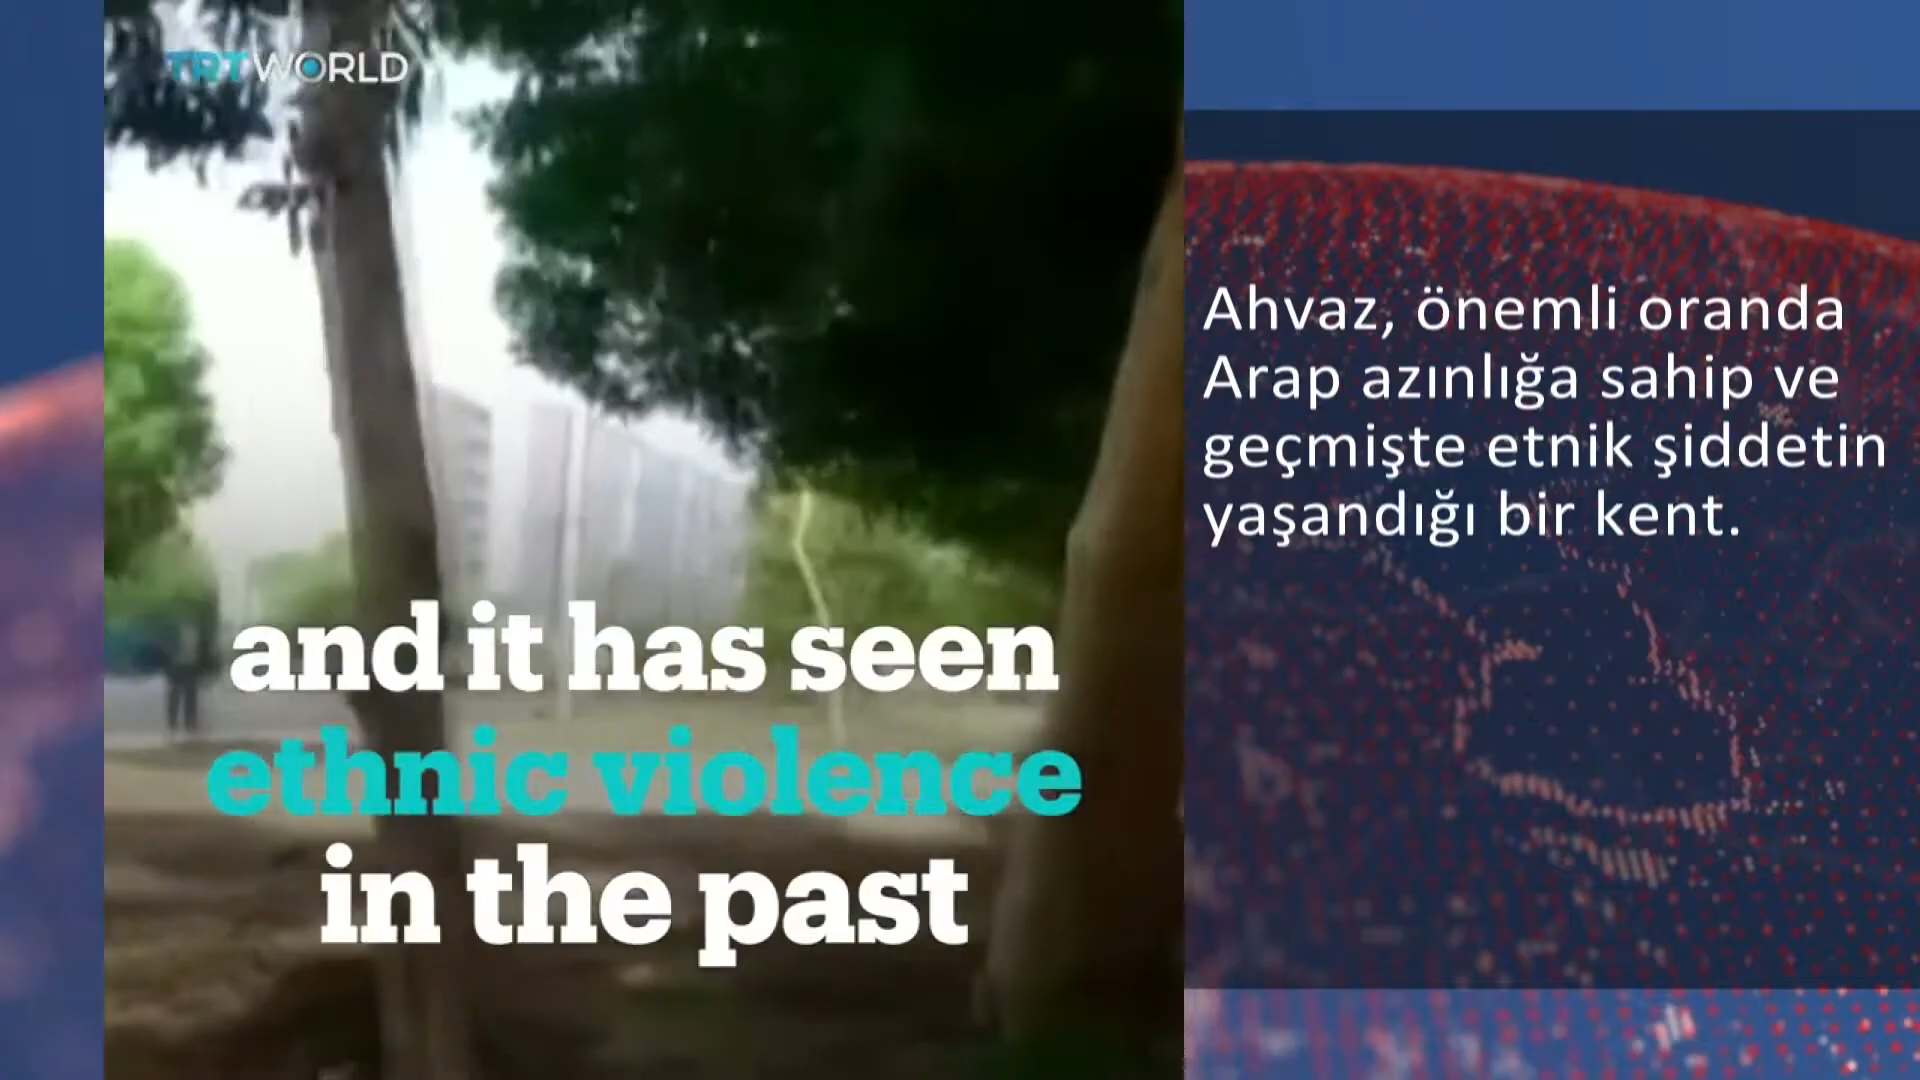 TRT WORLD
and it has seen
ethnic violence
in the past
Ahvaz, önemli oranda
Arap azınlığa sahip ve
geçmişte etnik şiddetin
yaşandığı bir kent.